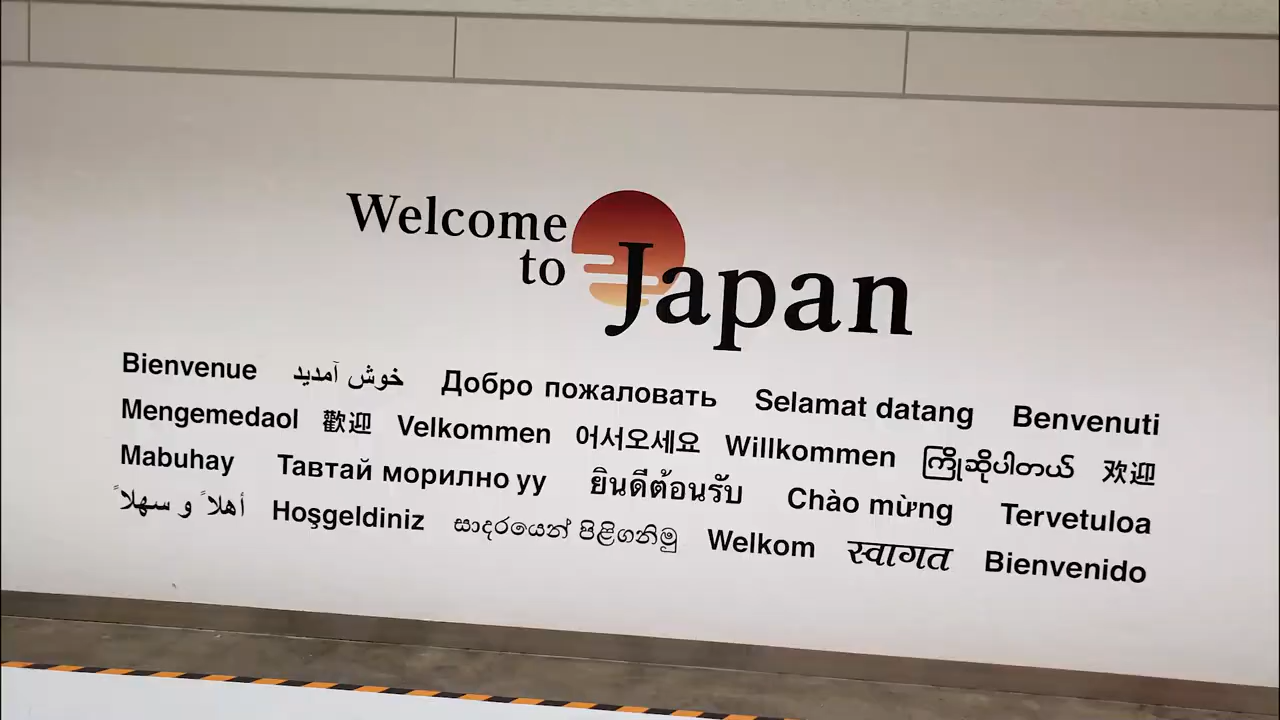 Welcome
to Japan
Bienvenue خوش آمدید Добро пожаловать Selamat datang Benvenuti
Mengemedaol 歡迎 Velkommen 어서오세요 Willkommen ကြိုဆိုပါတယ် 欢迎
Mabuhay Тавтай морилно уу ยินดีต้อนรับ Chào mừng Tervetuloa
أهلاً و سهلاً Hoşgeldiniz සාදරයෙන් පිළිගනිමු Welkom स्वागत Bienvenido